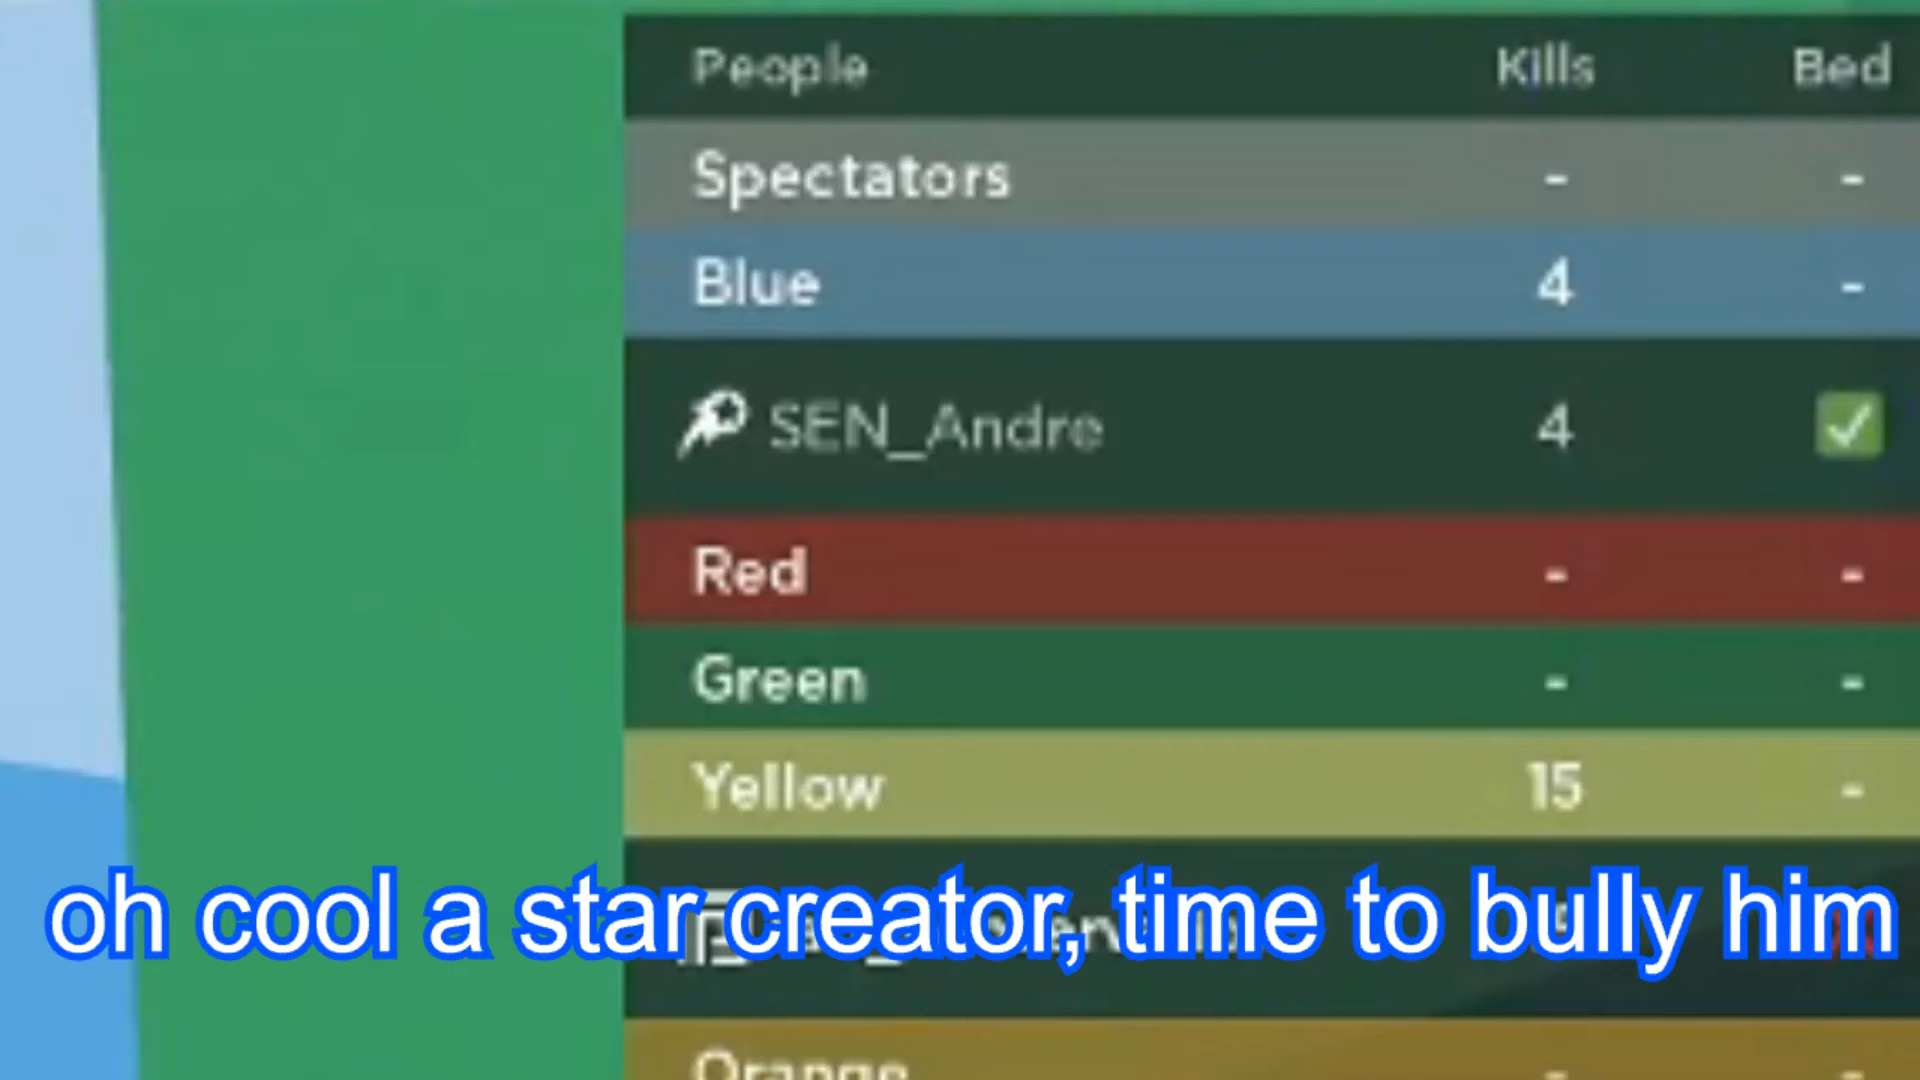 People Kills Bed
Spectators - -
Blue 4 -
SEN_Andre 4
Red - -
Green - -
Yellow 15 -
oh cool a star creator, time to bully him
Orange - -